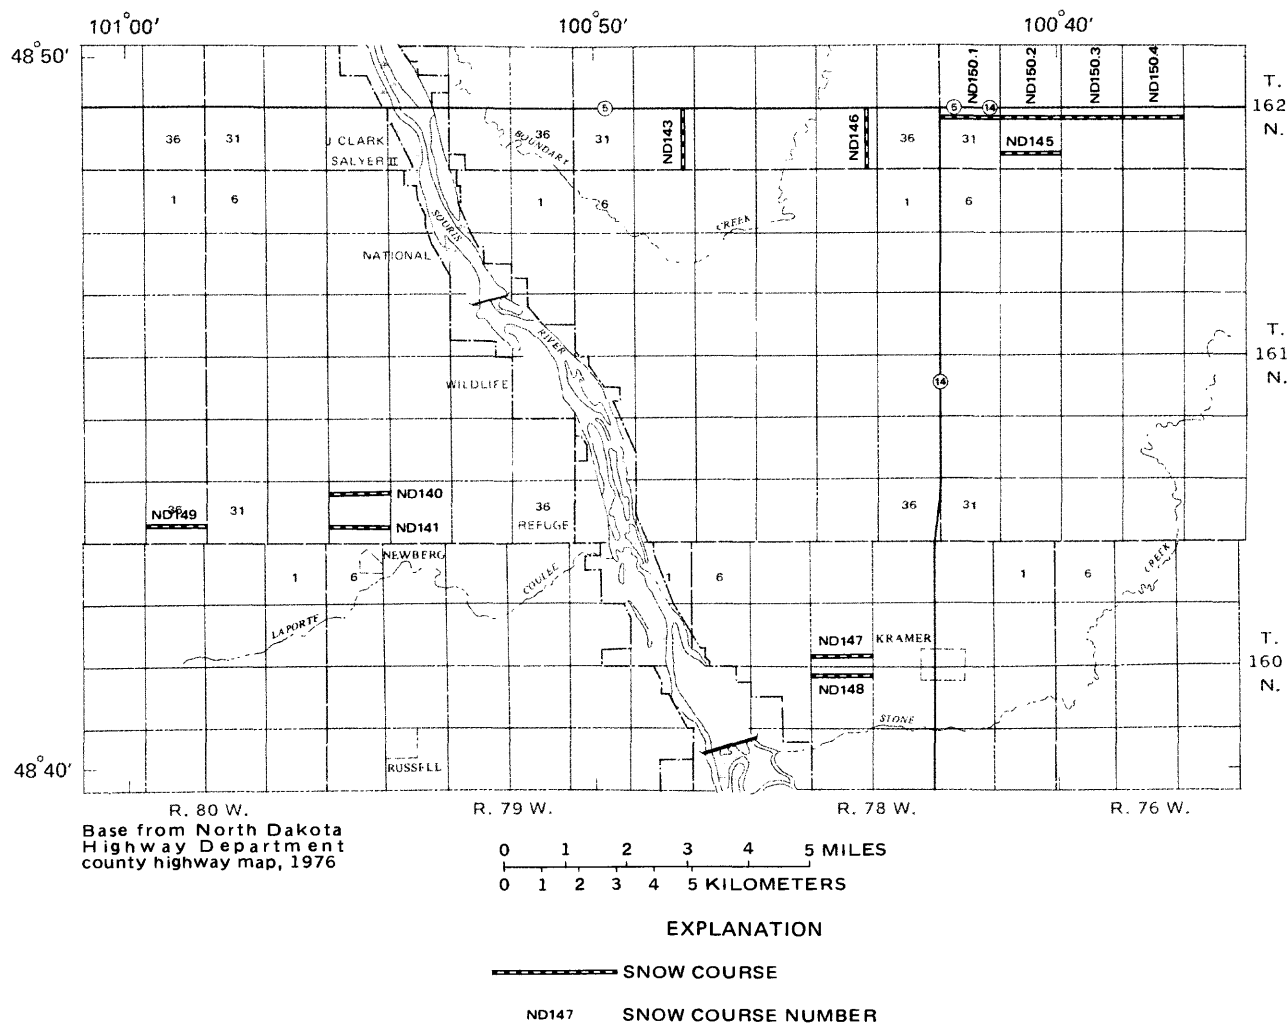 101°00′ 100°50′ 100°40′
48°50′
ND150.1 ND150.2 ND150.3 ND150.4
T.
162
N.
5 5 14
36 31 J CLARK 36 31 ND143 ND146 36 31 ND145
SALYER II
BOUNDARY
1 6 1 6 1 6
SOURIS
CREEK
NATIONAL
RIVER
T.
161
N.
WILDLIFE
14
ND140
36 31 36 36 31
ND149
ND141 REFUGE
NEWBERG
1 6 COULEE 1 6 1 6 CREEK
LAPORTE
ND147 KRAMER
T.
160
N.
ND148
STONE
48°40′
RUSSELL
R. 80 W. R. 79 W. R. 78 W. R. 76 W.
Base from North Dakota
Highway Department
county highway map, 1976
0 1 2 3 4 5 MILES
0 1 2 3 4 5 KILOMETERS
EXPLANATION
SNOW COURSE
ND147 SNOW COURSE NUMBER